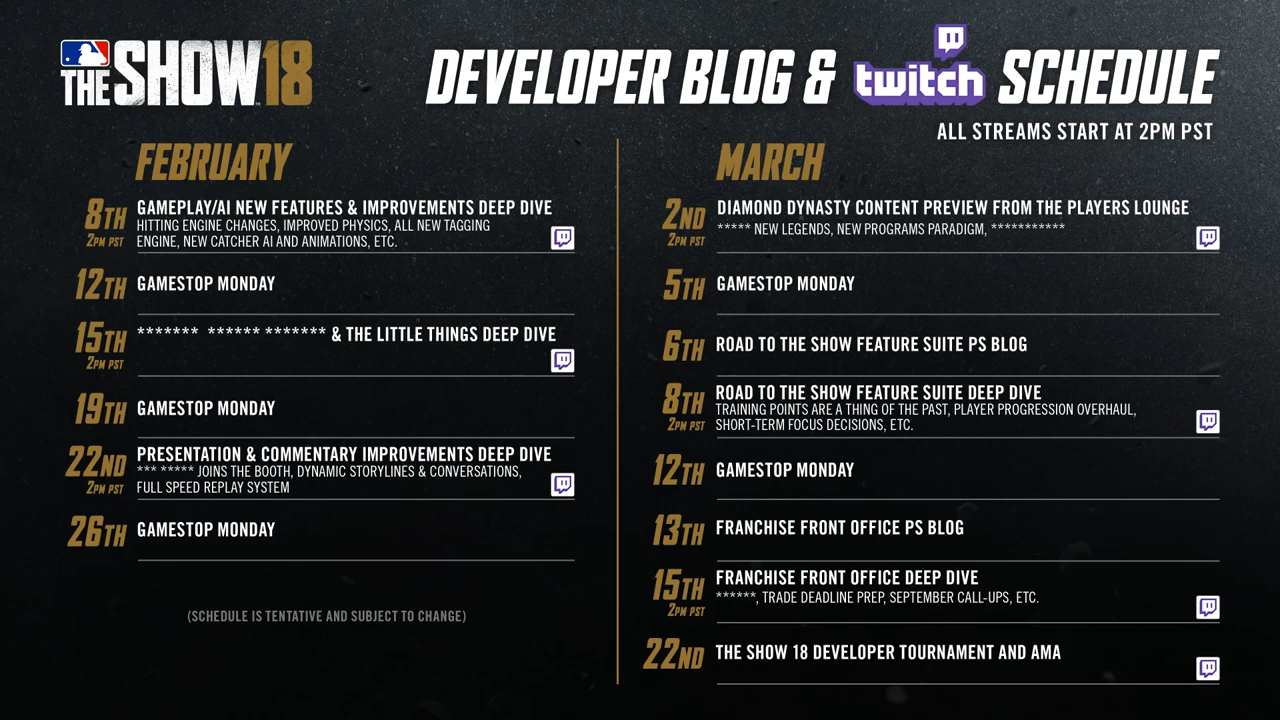 THE SHOW 18
DEVELOPER BLOG & twitch SCHEDULE
ALL STREAMS START AT 2PM PST
FEBRUARY
8TH GAMEPLAY/AI NEW FEATURES & IMPROVEMENTS DEEP DIVE
2PM PST HITTING ENGINE CHANGES, IMPROVED PHYSICS, ALL NEW TAGGING
ENGINE, NEW CATCHER AI AND ANIMATIONS, ETC.
12TH GAMESTOP MONDAY
15TH ******* ****** ******* & THE LITTLE THINGS DEEP DIVE
2PM PST
19TH GAMESTOP MONDAY
22ND PRESENTATION & COMMENTARY IMPROVEMENTS DEEP DIVE
2PM PST *** ***** JOINS THE BOOTH, DYNAMIC STORYLINES & CONVERSATIONS,
FULL SPEED REPLAY SYSTEM
26TH GAMESTOP MONDAY
(SCHEDULE IS TENTATIVE AND SUBJECT TO CHANGE)
MARCH
2ND DIAMOND DYNASTY CONTENT PREVIEW FROM THE PLAYERS LOUNGE
2PM PST ***** NEW LEGENDS, NEW PROGRAMS PARADIGM, ***********
5TH GAMESTOP MONDAY
6TH ROAD TO THE SHOW FEATURE SUITE PS BLOG
8TH ROAD TO THE SHOW FEATURE SUITE DEEP DIVE
2PM PST TRAINING POINTS ARE A THING OF THE PAST, PLAYER PROGRESSION OVERHAUL,
SHORT-TERM FOCUS DECISIONS, ETC.
12TH GAMESTOP MONDAY
13TH FRANCHISE FRONT OFFICE PS BLOG
15TH FRANCHISE FRONT OFFICE DEEP DIVE
2PM PST ******, TRADE DEADLINE PREP, SEPTEMBER CALL-UPS, ETC.
22ND THE SHOW 18 DEVELOPER TOURNAMENT AND AMA